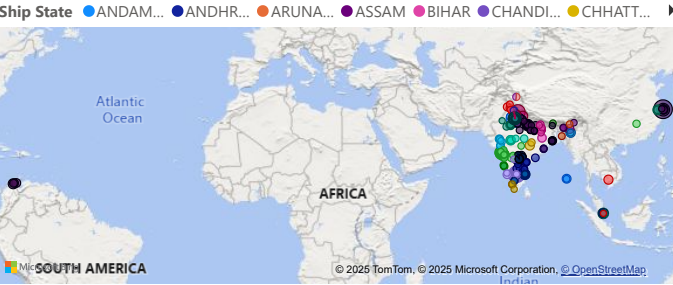 Ship State ANDAM... ANDHR... ARUNA... ASSAM BIHAR CHANDI... CHHATT...
Atlantic
Ocean
AFRICA
SOUTH AMERICA
© 2025 TomTom, © 2025 Microsoft Corporation, © OpenStreetMap
Indian